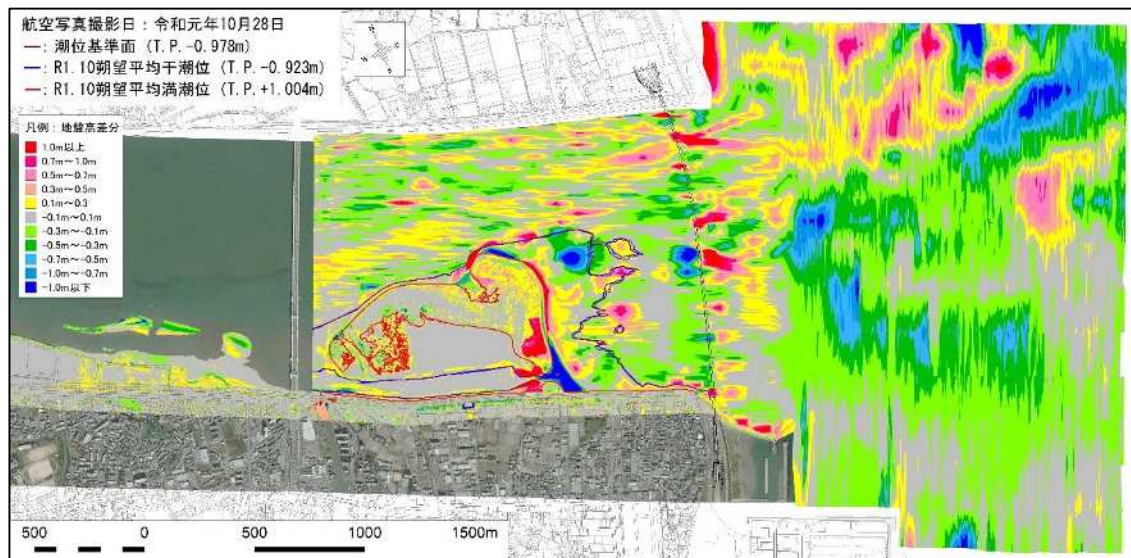 航空写真撮影日：令和元年10月28日
―：潮位基準面（T.P.-0.978m）
―：R1.10朔望平均干潮位（T.P.-0.923m）
―：R1.10朔望平均満潮位（T.P.+1.004m）
凡例：地盤高差分
1.0m以上
0.7m～1.0m
0.5m～0.7m
0.3m～0.5m
0.1m～0.3
-0.1m～0.1m
-0.3m～-0.1m
-0.5m～-0.3m
-0.7m～-0.5m
-1.0m～-0.7m
-1.0m以下
500 0 500 1000 1500m